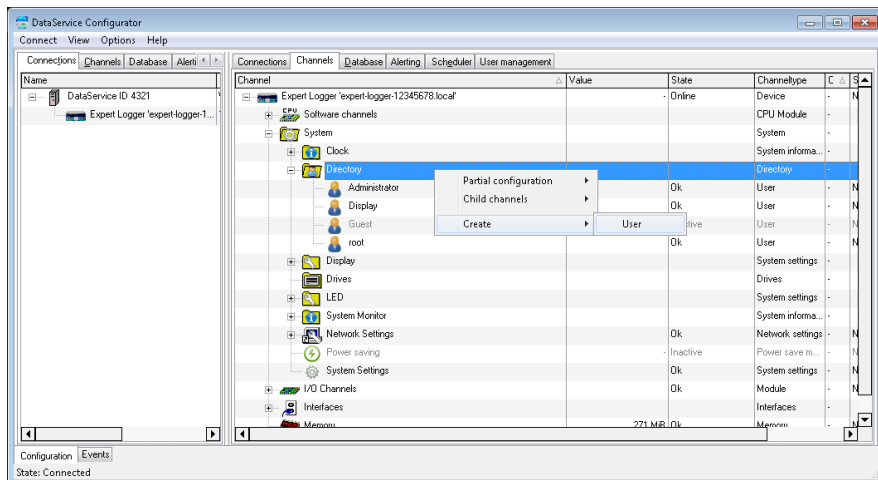 DataService Configurator
Connect View Options Help
Connections Channels Database Alerti
Connections Channels Database Alerting Scheduler User management
Name
Channel Value State Channeltype
DataService ID 4321
Expert Logger 'expert-logger-1...
Expert Logger 'expert-logger-12345678.local' - Online Device - N
Software channels CPU Module -
System System -
Clock System informa... -
Directory Directory -
Administrator Ok User - N
Display Ok User - N
Guest User - N
root Ok User - N
Partial configuration
Child channels
Create
User
Display System settings -
Drives Drives -
LED System settings -
System Monitor System informa... -
Network Settings Ok Network settings - N
Power saving - Inactive Power save m... - N
System Settings Ok System settings - N
I/O Channels Ok Module - N
Interfaces Interfaces -
Memory 271 MiB Ok Memory - N
Configuration Events
State: Connected